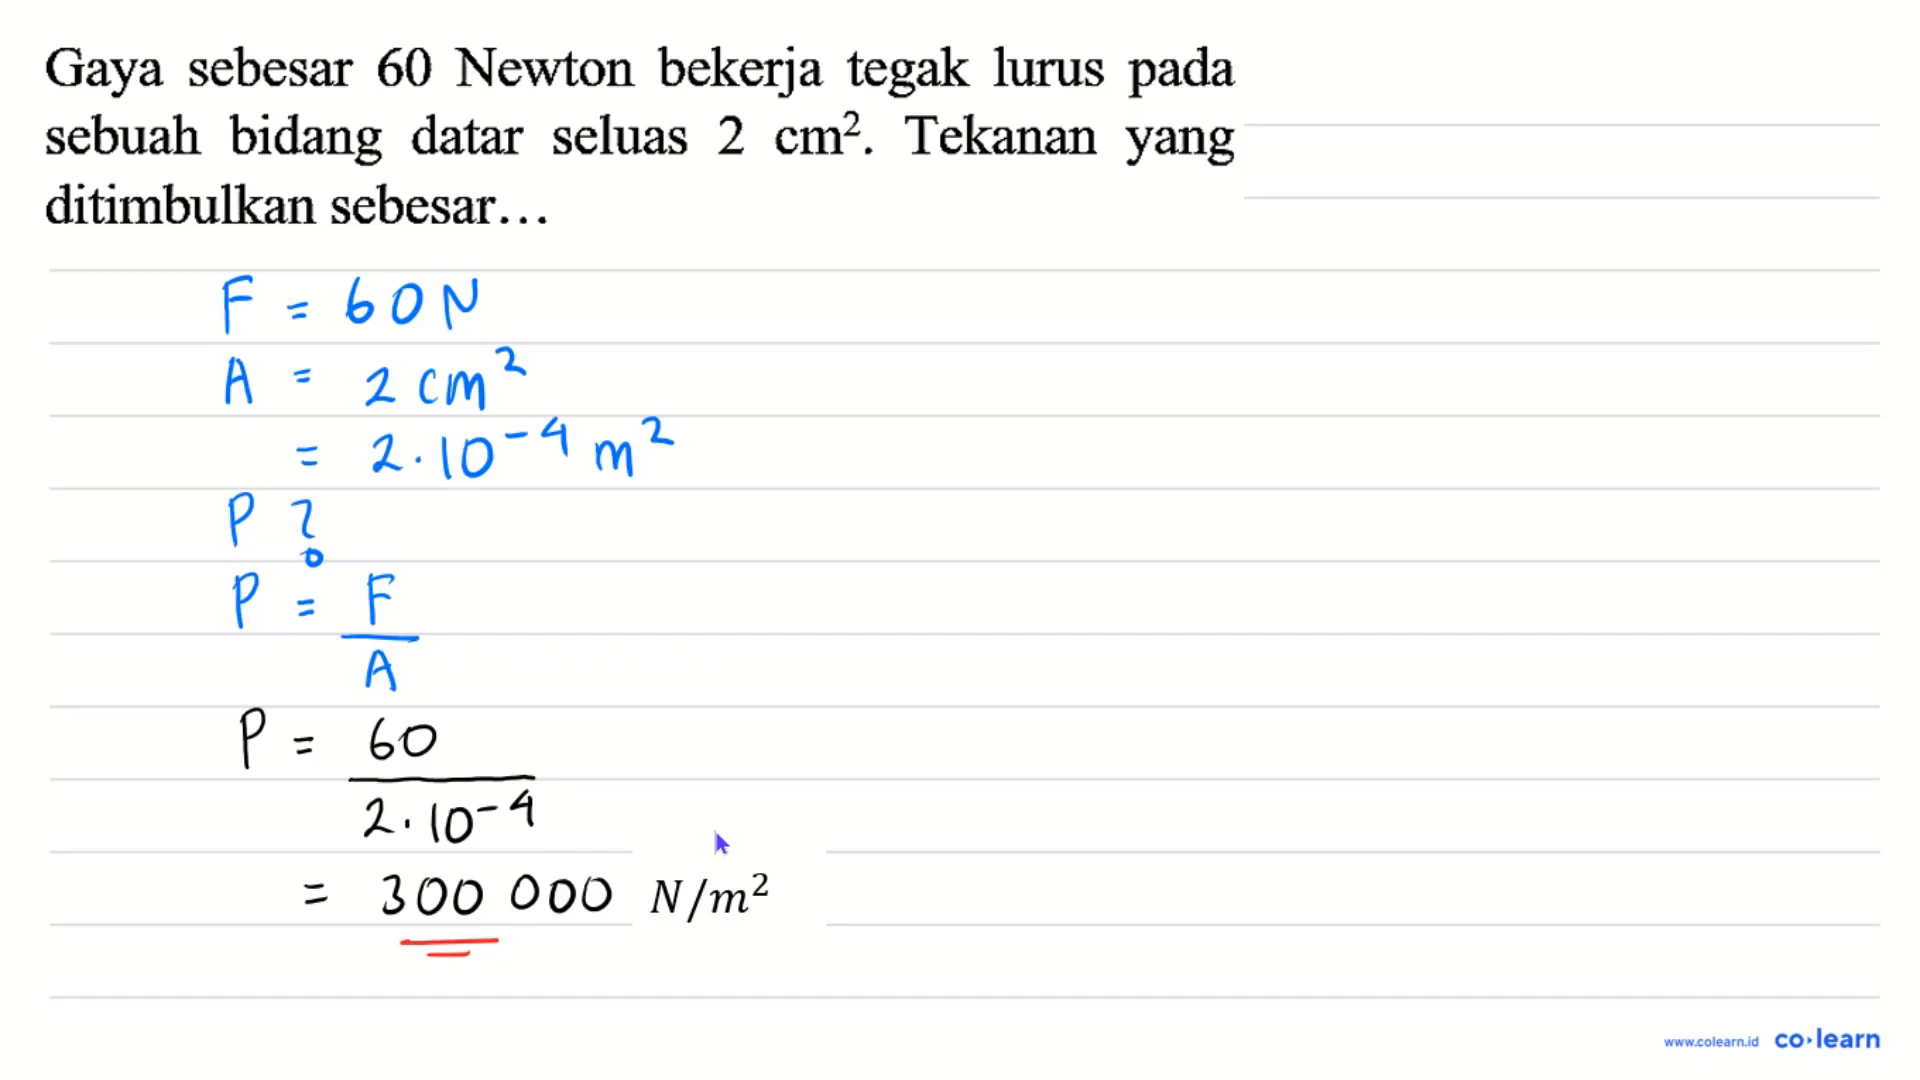 Gaya sebesar 60 Newton bekerja tegak lurus pada
sebuah bidang datar seluas 2 cm². Tekanan yang
ditimbulkan sebesar...
F = 60 N
A = 2 cm²
= 2·10⁻⁴ m²
P ?
P = F
A
P = 60
2·10⁻⁴
= 300 000 N/m²
www.colearn.id co·learn